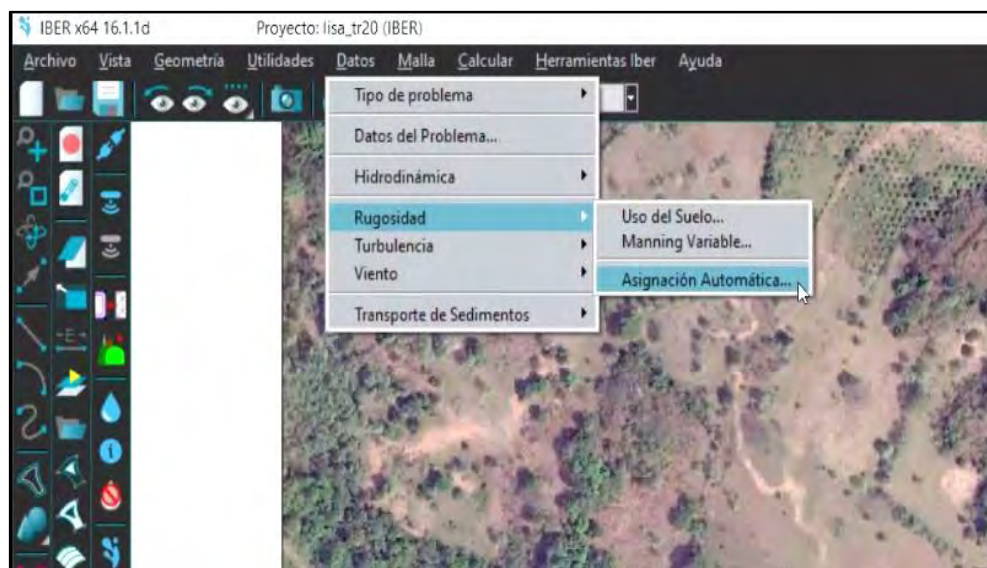 IBER x64 16.1.1d Proyecto: lisa_tr20 (IBER)
Archivo Vista Geometría Utilidades Datos Malla Calcular Herramientas Iber Ayuda
Tipo de problema
Datos del Problema...
Hidrodinámica
Rugosidad
Turbulencia
Viento
Transporte de Sedimentos
Uso del Suelo...
Manning Variable...
Asignación Automática...